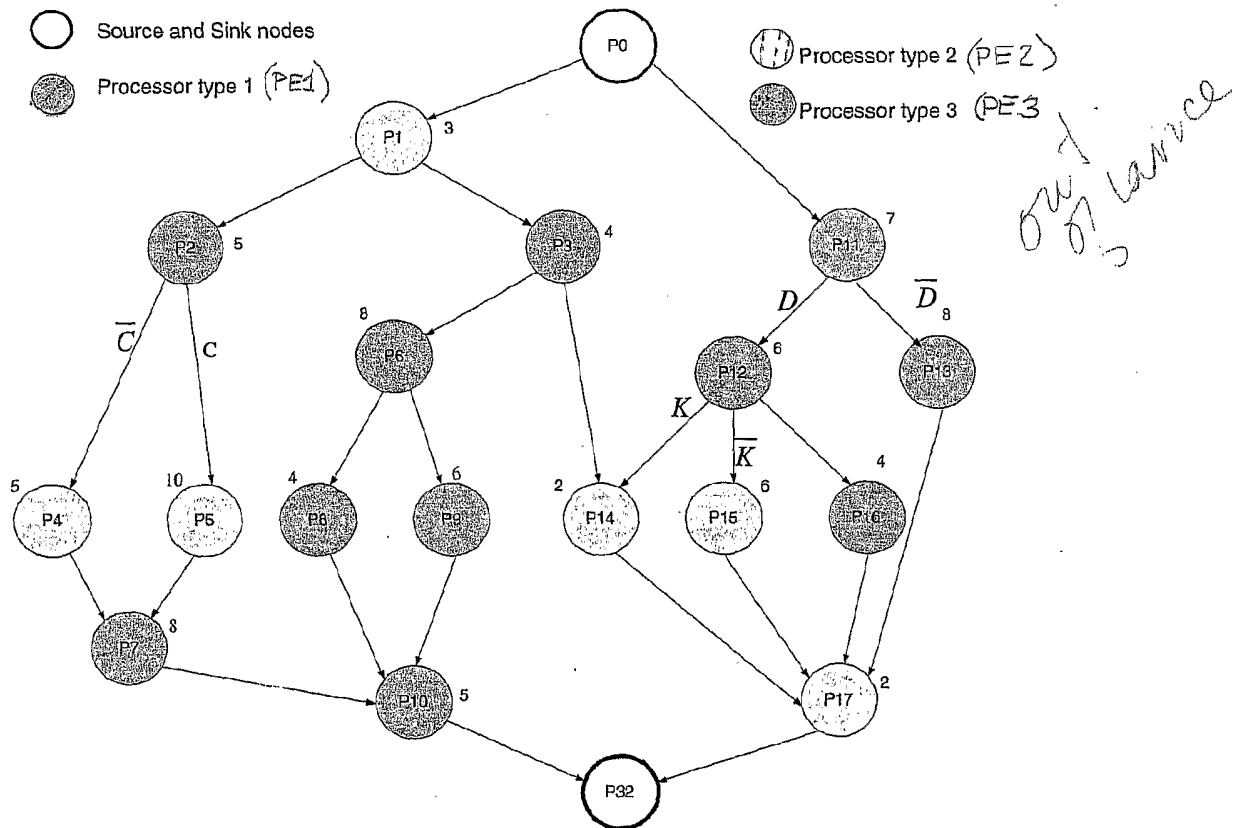 Source and Sink nodes
Processor type 1 (PE1)
Processor type 2 (PE2)
Processor type 3 (PE3
P0
P1 3
P2 5
P3 4
P11 7
C̅
C
D
D̅ 8
8
P6
P12 6
P13
K
K̅
5 P4
10
4 P8
6
P9
2 P14
P15 6
4
P16
P7 8
P10 5
P17 2
P32
out
of